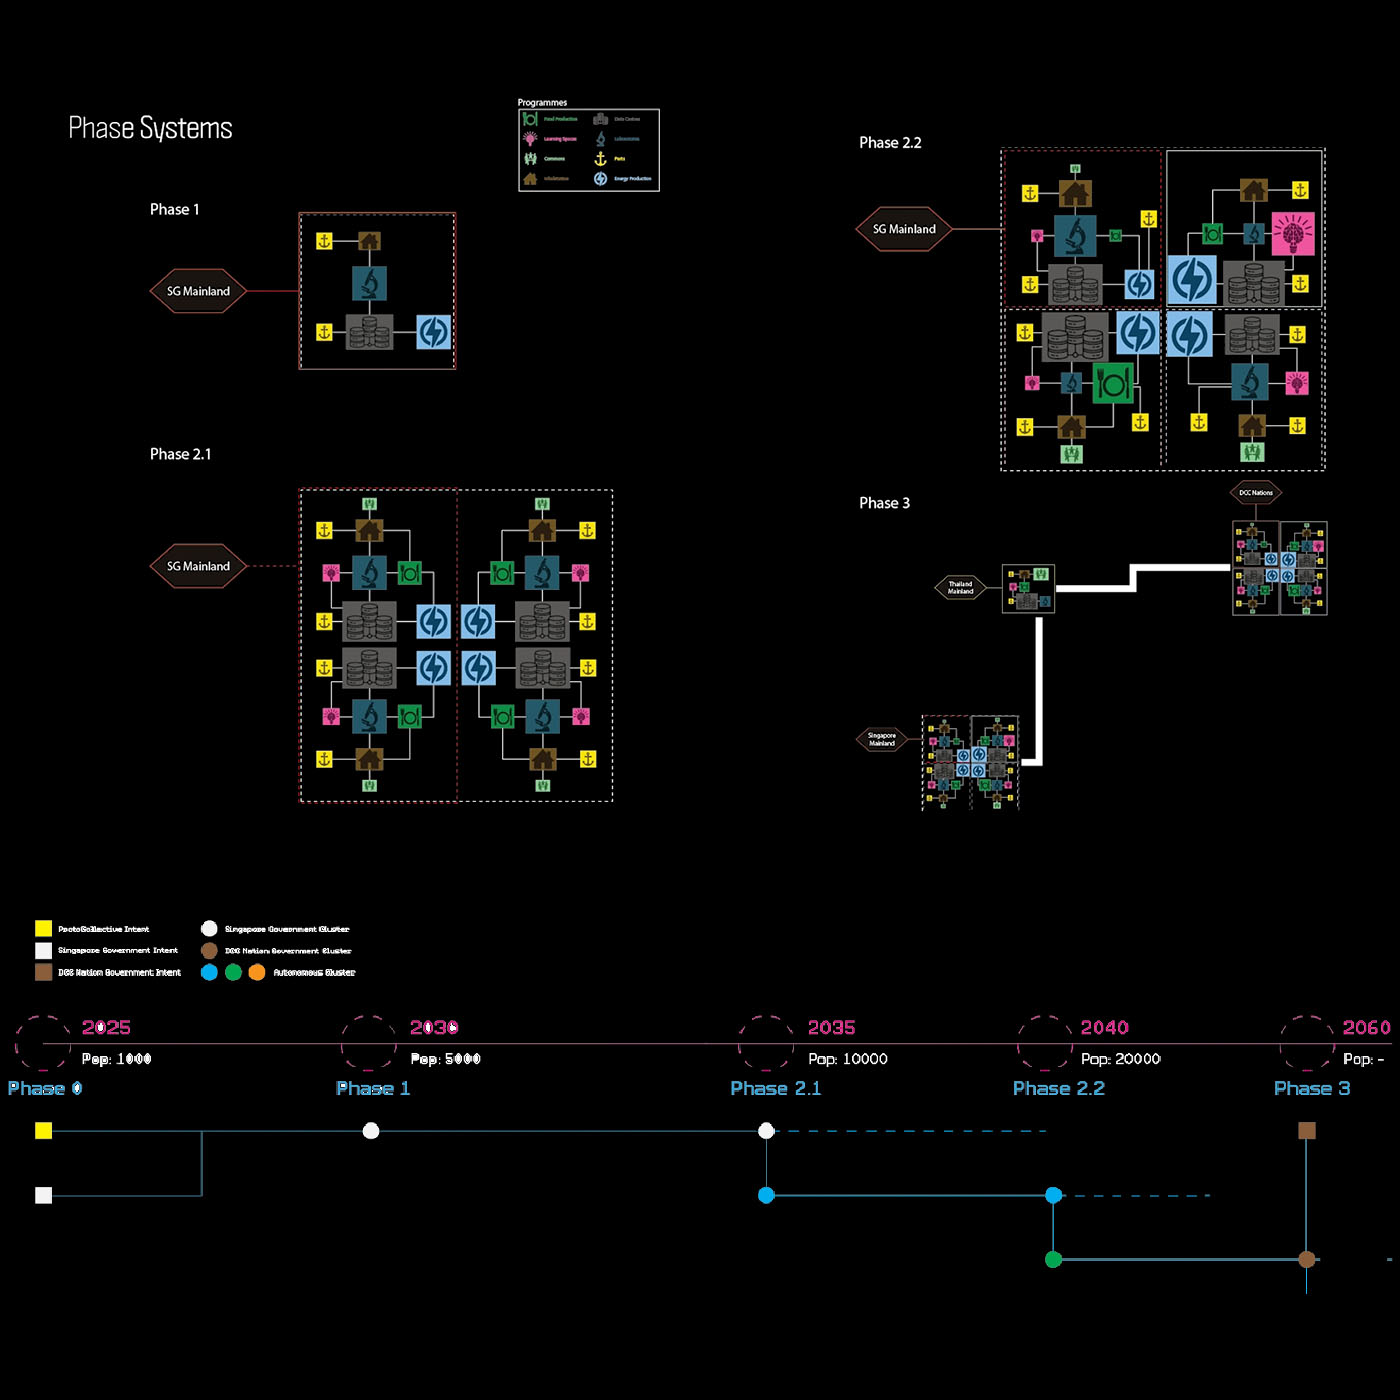 Phase Systems
Programmes
Food Production
Data Centres
Learning Spaces
Laboratories
Commons
Ports
Habitation
Energy Production
Phase 1
SG Mainland
Phase 2.1
SG Mainland
Phase 2.2
SG Mainland
Phase 3
DCC Nations
Thailand
Mainland
Singapore
Mainland
ProtoCollective Intent
Singapore Government Intent
DCC Nation Government Intent
Singapore Government Cluster
DCC Nation Government Cluster
Autonomous Cluster
2025
Pop: 1000
Phase 0
2030
Pop: 5000
Phase 1
2035
Pop: 10000
Phase 2.1
2040
Pop: 20000
Phase 2.2
2060
Pop: -
Phase 3